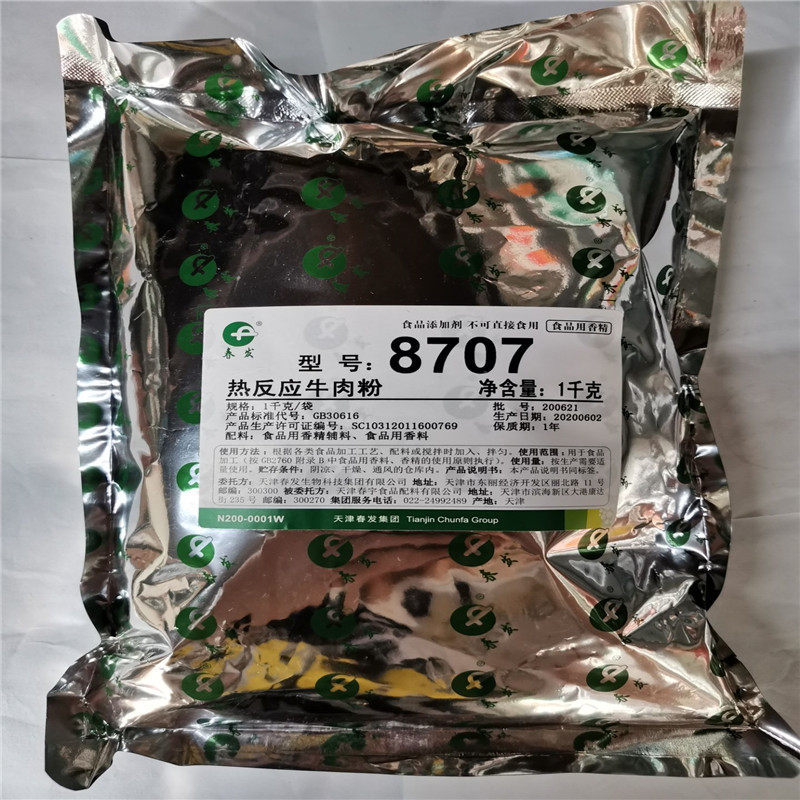 食品添加剂 不可直接食用 食品用香精
春发®
型 号: 8707
热反应牛肉粉 净含量: 1千克
规格: 1千克/袋 批 号: 200621
产品标准代号: GB30616 生产日期: 20200602
产品生产许可证编号: SC10312011600769 保质期: 1年
配料: 食品用香精辅料、食品用香料
使用方法: 根据各类食品加工工艺、配料或搅拌时加入、拌匀。 使用范围: 用于食品
加工(按GB2760 附录B中食品用香料、香精的使用原则执行)。使用量: 按生产需要适
量使用。贮存条件: 阴凉、干燥、通风的仓库内。产品说明书: 本产品说明书同标签。
委托方: 天津春发生物科技集团有限公司 地址: 天津市东丽经济开发区丽北路 11 号
邮编: 300300 被委托方: 天津春宇食品配料有限公司 地址: 天津市滨海新区大港康达
街 235 号 邮编: 300270 集团服务电话: 022-24992489 产地: 天津
N200-0001W 天津春发集团 Tianjin Chunfa Group